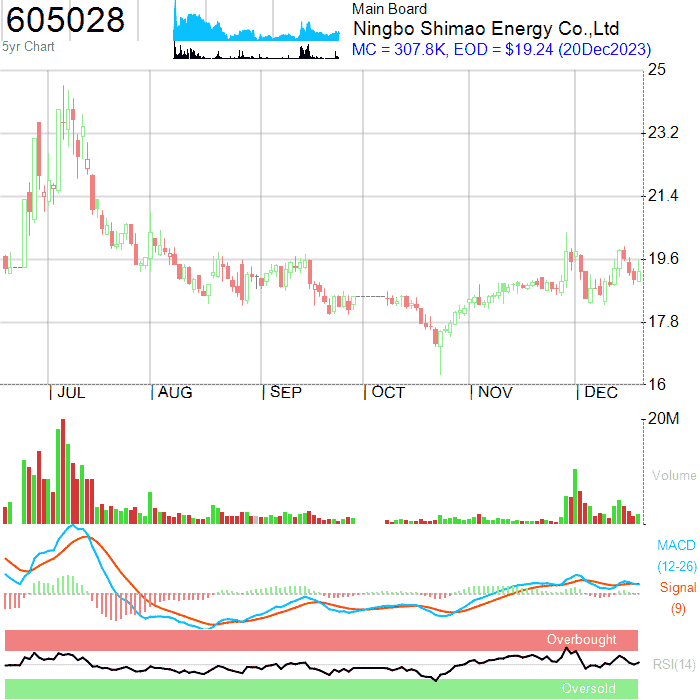 605028
5yr Chart
Main Board
Ningbo Shimao Energy Co.,Ltd
MC = 307.8K, EOD = $19.24 (20Dec2023)
25
23.2
21.4
19.6
17.8
16
JUL AUG SEP OCT NOV DEC
20M
Volume
MACD
(12-26)
Signal
(9)
Overbought
RSI(14)
Oversold